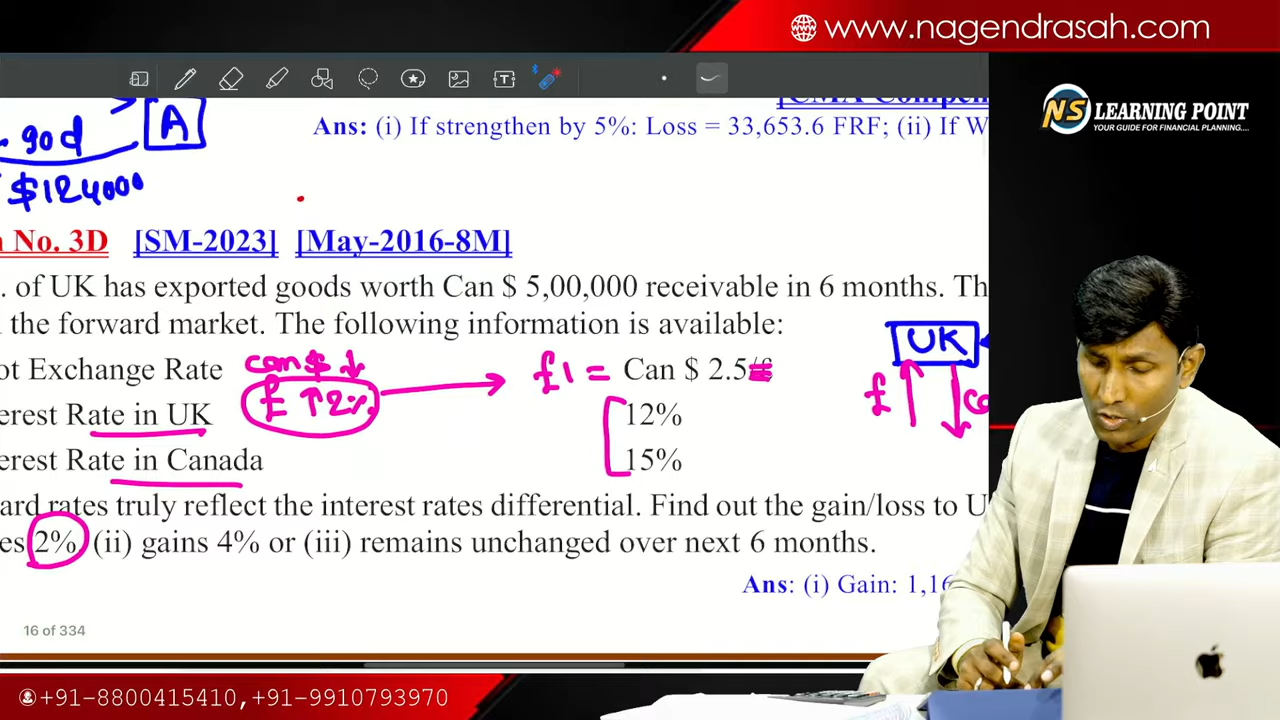 www.nagendrasah.com
NS LEARNING POINT
YOUR GUIDE FOR FINANCIAL PLANNING....
god
A
$124000
Ans: (i) If strengthen by 5%: Loss = 33,653.6 FRF; (ii) If W
No. 3D [SM-2023] [May-2016-8M]
. of UK has exported goods worth Can $ 5,00,000 receivable in 6 months. Th
the forward market. The following information is available:
ot Exchange Rate can $ ↓ £1 = Can $ 2.5
UK
£ ↑ 2%
£
erest Rate in UK 12%
erest Rate in Canada 15%
ard rates truly reflect the interest rates differential. Find out the gain/loss to U
es 2%, (ii) gains 4% or (iii) remains unchanged over next 6 months.
Ans: (i) Gain: 1,16
16 of 334
+91-8800415410,+91-9910793970